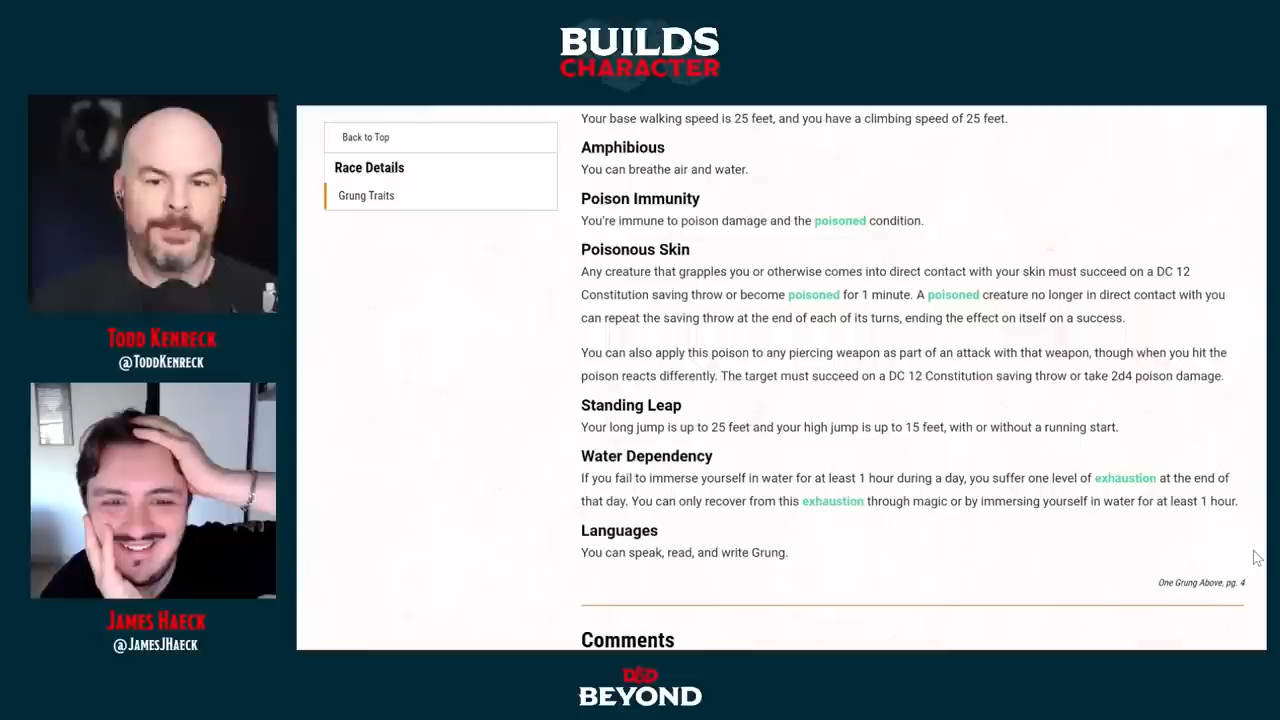 BUILDS
CHARACTER
TODD KENRECK
@TODDKENRECK
JAMES HAECK
@JAMESJHAECK
Back to Top
Race Details
Grung Traits
Your base walking speed is 25 feet, and you have a climbing speed of 25 feet.
Amphibious
You can breathe air and water.
Poison Immunity
You're immune to poison damage and the poisoned condition.
Poisonous Skin
Any creature that grapples you or otherwise comes into direct contact with your skin must succeed on a DC 12
Constitution saving throw or become poisoned for 1 minute. A poisoned creature no longer in direct contact with you
can repeat the saving throw at the end of each of its turns, ending the effect on itself on a success.
You can also apply this poison to any piercing weapon as part of an attack with that weapon, though when you hit the
poison reacts differently. The target must succeed on a DC 12 Constitution saving throw or take 2d4 poison damage.
Standing Leap
Your long jump is up to 25 feet and your high jump is up to 15 feet, with or without a running start.
Water Dependency
If you fail to immerse yourself in water for at least 1 hour during a day, you suffer one level of exhaustion at the end of
that day. You can only recover from this exhaustion through magic or by immersing yourself in water for at least 1 hour.
Languages
You can speak, read, and write Grung.
One Grung Above, pg. 4
Comments
D&D
BEYOND